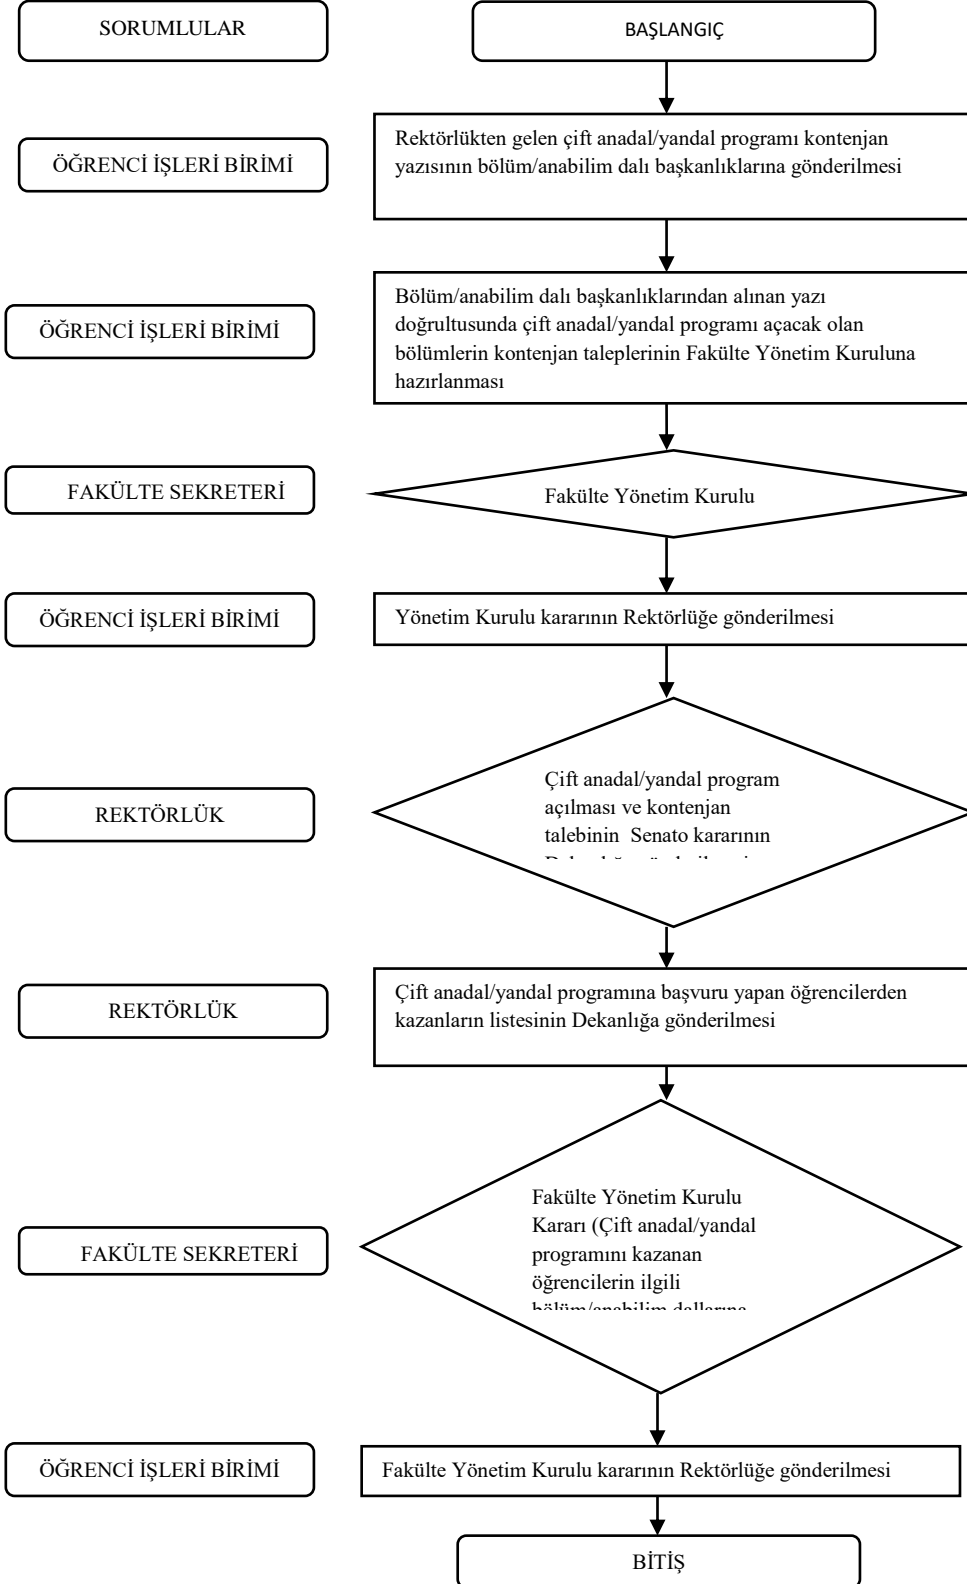 SORUMLULAR
BAŞLANGIÇ
ÖĞRENCİ İŞLERİ BİRİMİ
Rektörlükten gelen çift anadal/yandal programı kontenjan
yazısının bölüm/anabilim dalı başkanlıklarına gönderilmesi
ÖĞRENCİ İŞLERİ BİRİMİ
Bölüm/anabilim dalı başkanlıklarından alınan yazı
doğrultusunda çift anadal/yandal programı açacak olan
bölümlerin kontenjan taleplerinin Fakülte Yönetim Kuruluna
hazırlanması
FAKÜLTE SEKRETERİ
Fakülte Yönetim Kurulu
ÖĞRENCİ İŞLERİ BİRİMİ
Yönetim Kurulu kararının Rektörlüğe gönderilmesi
REKTÖRLÜK
Çift anadal/yandal program
açılması ve kontenjan
talebinin Senato kararının
REKTÖRLÜK
Çift anadal/yandal programına başvuru yapan öğrencilerden
kazanların listesinin Dekanlığa gönderilmesi
FAKÜLTE SEKRETERİ
Fakülte Yönetim Kurulu
Kararı (Çift anadal/yandal
programını kazanan
öğrencilerin ilgili
bölüm/anabilim dallarına
ÖĞRENCİ İŞLERİ BİRİMİ
Fakülte Yönetim Kurulu kararının Rektörlüğe gönderilmesi
BİTİŞ